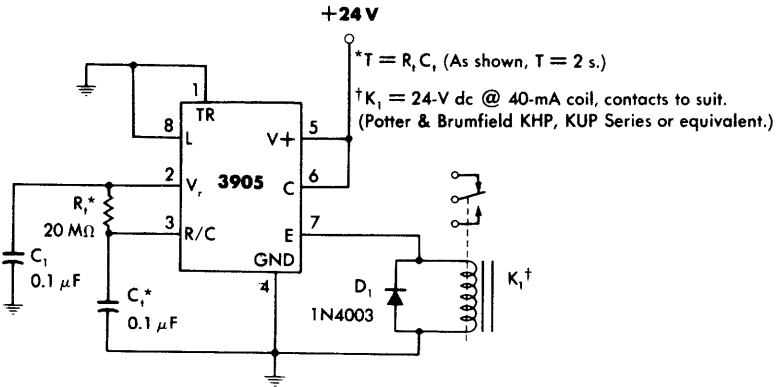 +24V
*T = RₜCₜ (As shown, T = 2 s.)
†K₁ = 24-V dc @ 40-mA coil, contacts to suit.
(Potter & Brumfield KHP, KUP Series or equivalent.)
1
TR
8
L
V+
5
2
Vᵣ
3905
C
6
Rₜ*
20 MΩ
3
R/C
E
7
GND
4
C₁
0.1 µF
Cₜ*
0.1 µF
D₁
1N4003
K₁†